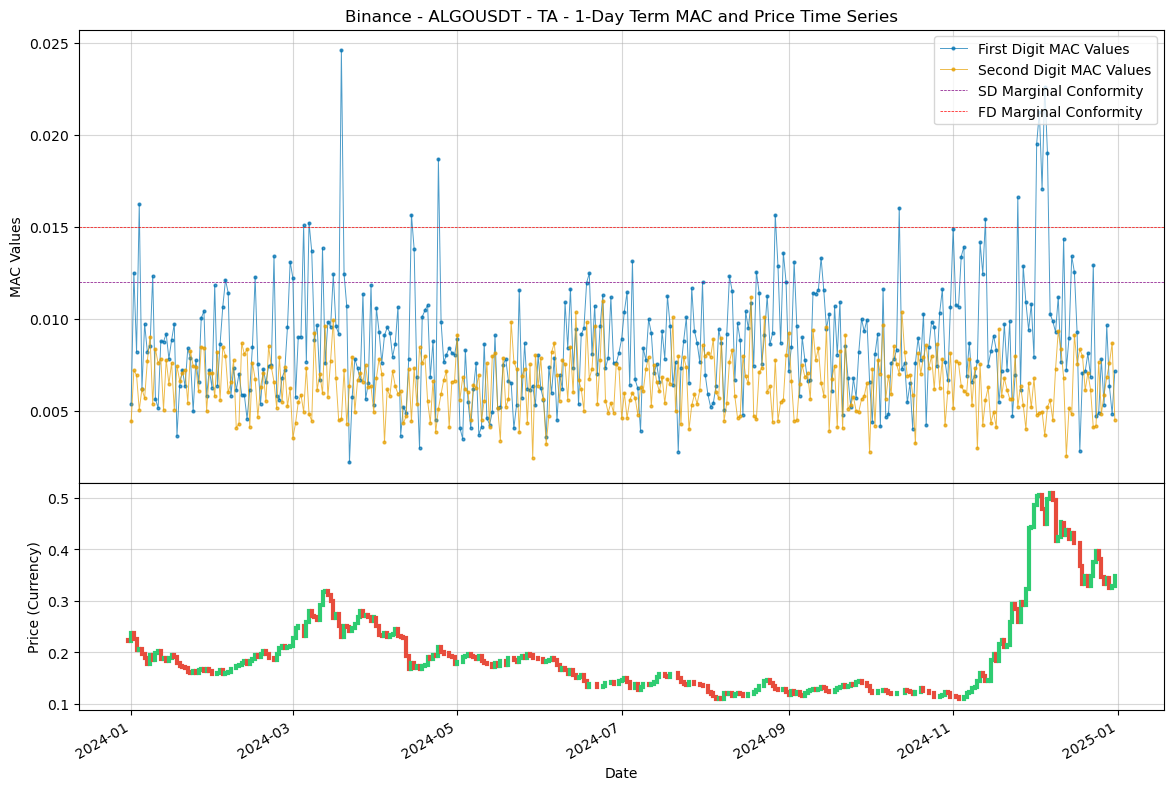 Binance - ALGOUSDT - TA - 1-Day Term MAC and Price Time Series
First Digit MAC Values
Second Digit MAC Values
SD Marginal Conformity
FD Marginal Conformity
MAC Values
0.025
0.020
0.015
0.010
0.005
Price (Currency)
0.5
0.4
0.3
0.2
0.1
2024-01
2024-03
2024-05
2024-07
2024-09
2024-11
2025-01
Date